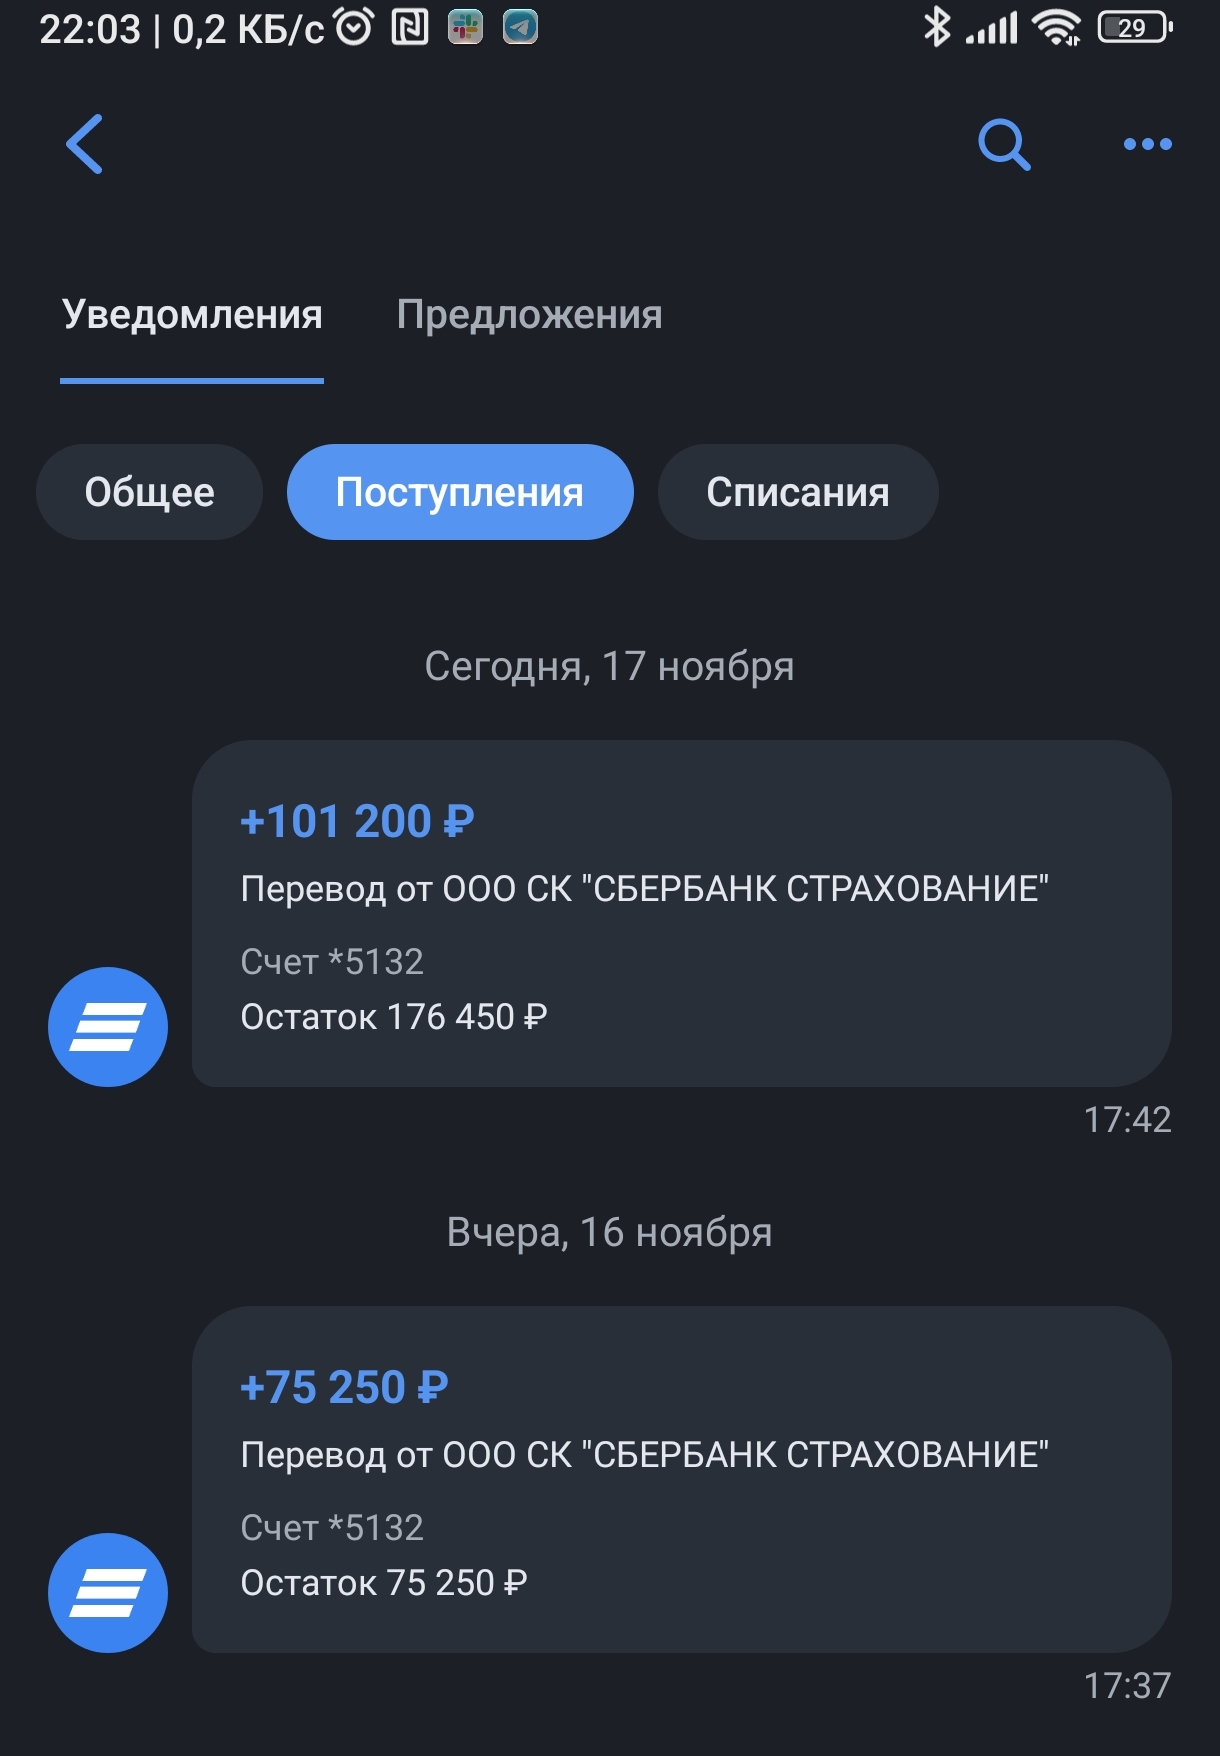 22:03 | 0,2 КБ/с
29
Уведомления Предложения
Общее Поступления Списания
Сегодня, 17 ноября
+101 200 ₽
Перевод от ООО СК "СБЕРБАНК СТРАХОВАНИЕ"
Счет *5132
Остаток 176 450 ₽
17:42
Вчера, 16 ноября
+75 250 ₽
Перевод от ООО СК "СБЕРБАНК СТРАХОВАНИЕ"
Счет *5132
Остаток 75 250 ₽
17:37